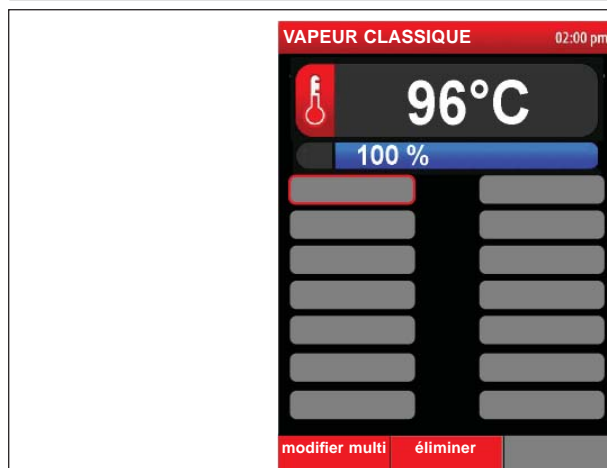 VAPEUR CLASSIQUE 02:00 pm
96°C
100 %
modifier multi éliminer